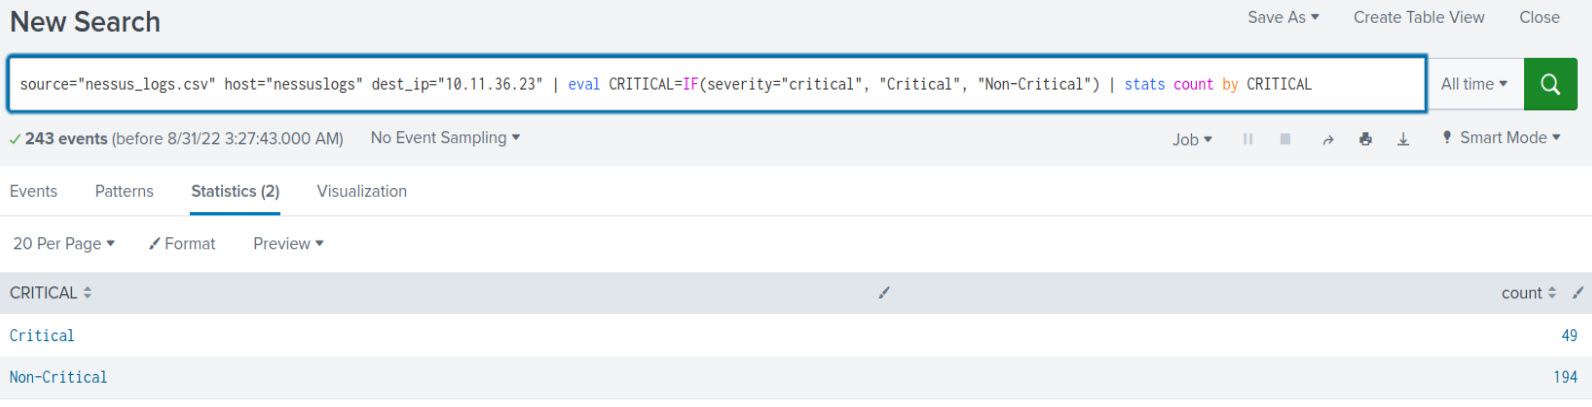 New Search
Save As Create Table View Close
source="nessus_logs.csv" host="nessuslogs" dest_ip="10.11.36.23" | eval CRITICAL=IF(severity="critical", "Critical", "Non-Critical") | stats count by CRITICAL
All time
243 events (before 8/31/22 3:27:43.000 AM) No Event Sampling
Job Smart Mode
Events Patterns Statistics (2) Visualization
20 Per Page Format Preview
CRITICAL count
Critical 49
Non-Critical 194